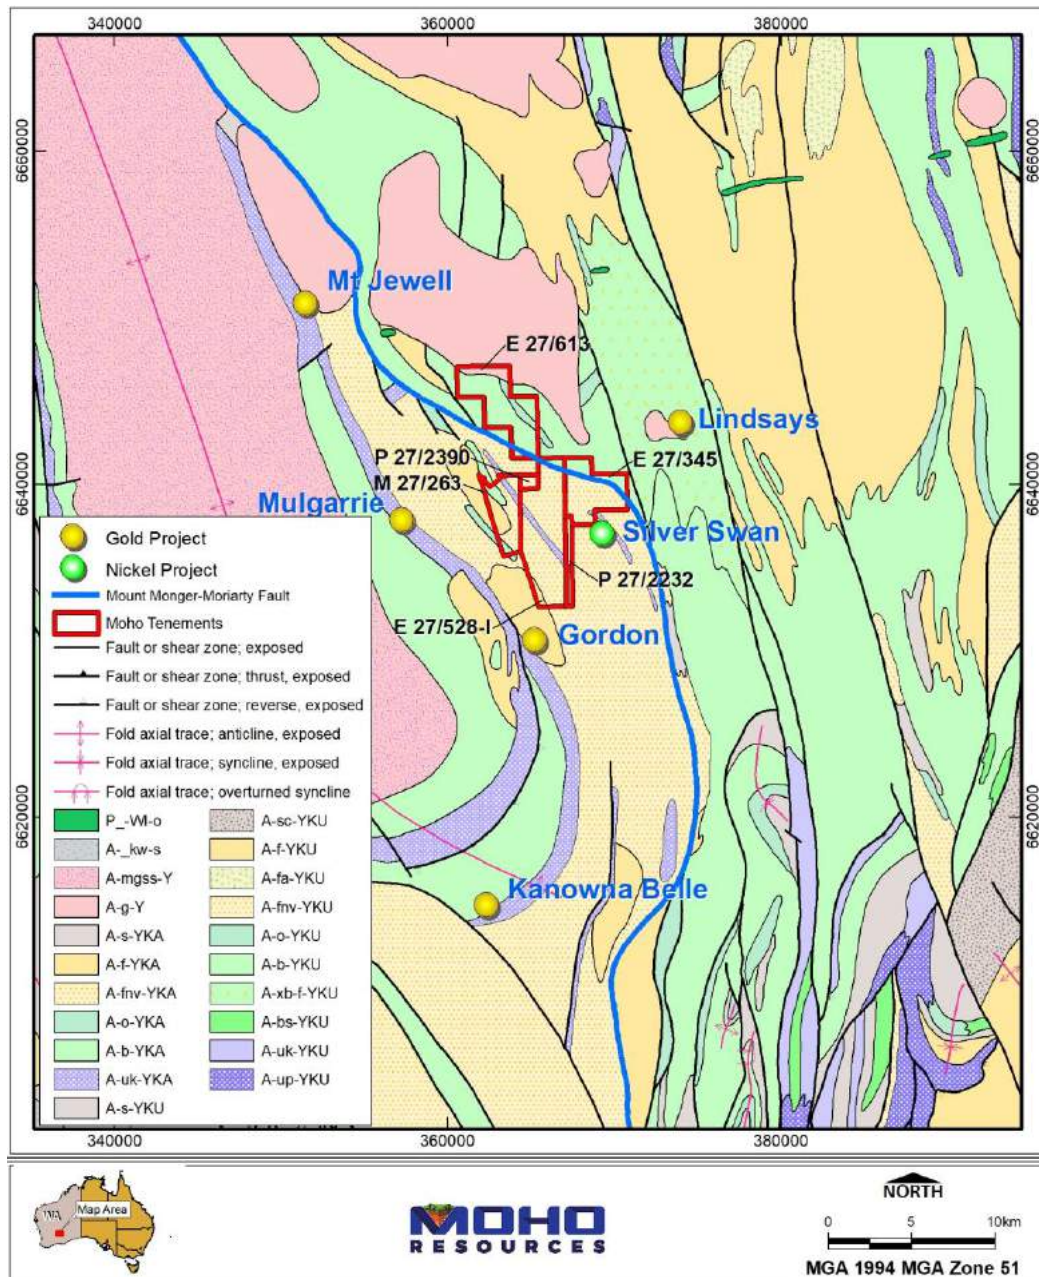 340000 360000 380000
6660000 6660000
Mt Jewell
E 27/613
Lindsays
P 27/2390
E 27/345
M 27/263
6640000 6640000
Mulgarrie
Silver Swan
P 27/2232
E 27/528-I
Gordon
Gold Project
Nickel Project
Mount Monger-Moriarty Fault
Moho Tenements
Fault or shear zone; exposed
Fault or shear zone; thrust, exposed
Fault or shear zone; reverse, exposed
Fold axial trace; anticline, exposed
Fold axial trace; syncline, exposed
Fold axial trace; overturned syncline
6620000 6620000
P_-WI-o A-sc-YKU
A-_kw-s A-f-YKU
A-mgss-Y A-fa-YKU
A-g-Y A-fnv-YKU
A-s-YKA A-o-YKU
A-f-YKA A-b-YKU
A-fnv-YKA A-xb-f-YKU
A-o-YKA A-bs-YKU
A-b-YKA A-uk-YKU
A-uk-YKA A-up-YKU
A-s-YKU
Kanowna Belle
340000 360000 380000
WA
Map Area
MOHO
RESOURCES
NORTH
0 5 10km
MGA 1994 MGA Zone 51